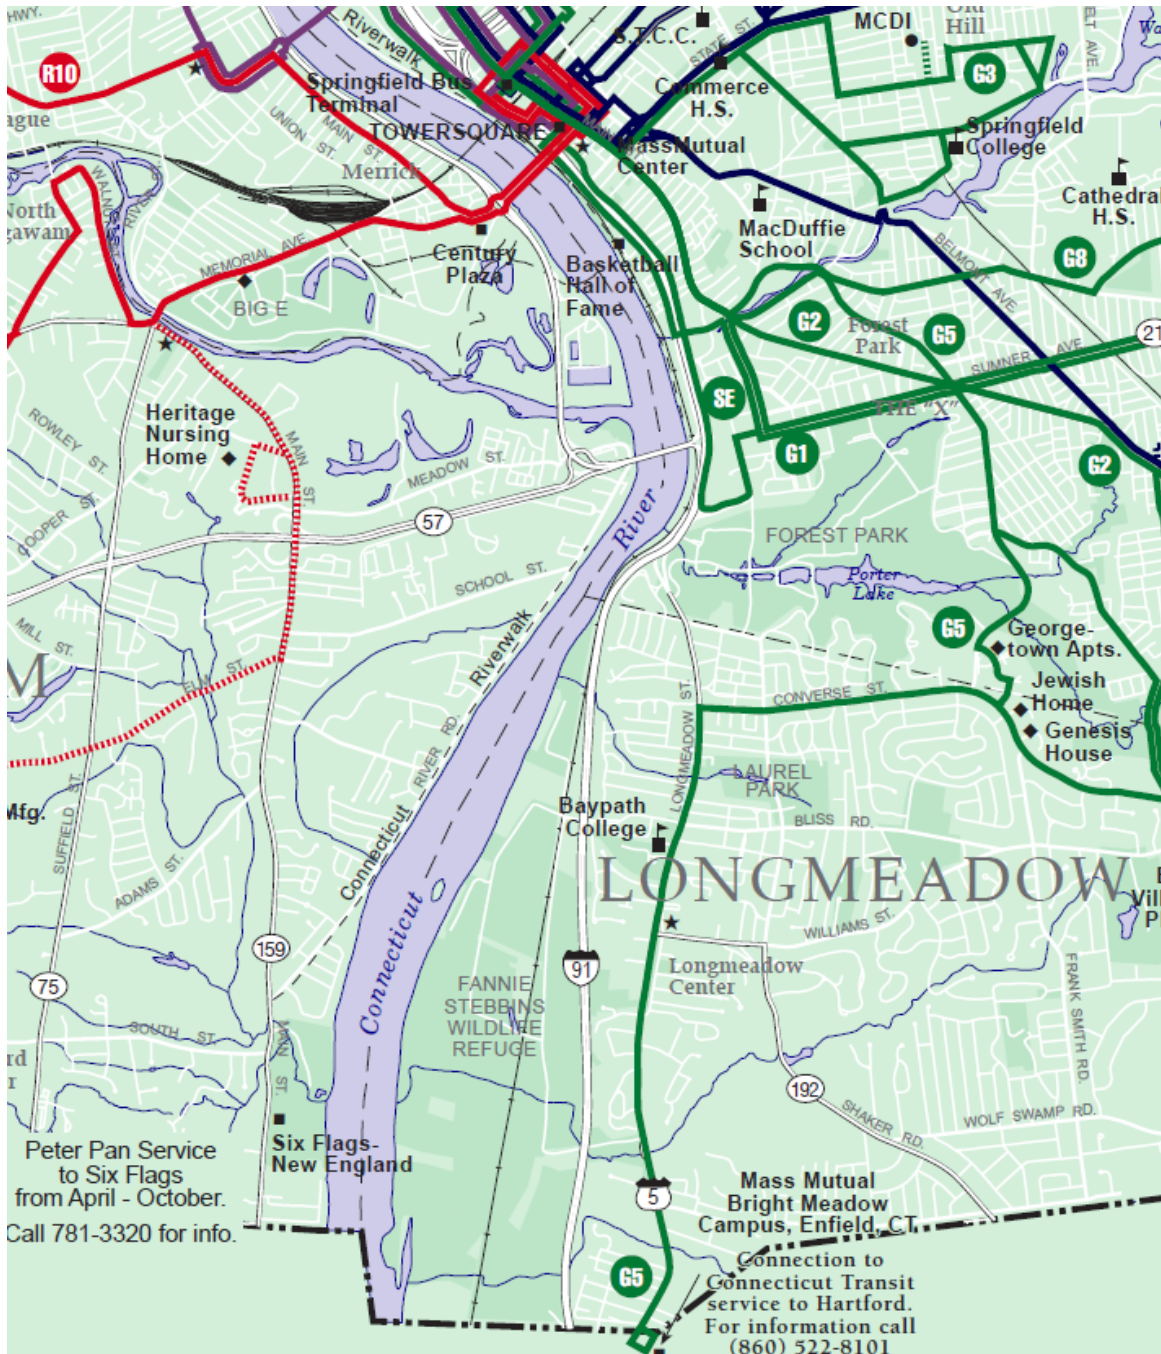 HWY.
Riverwalk
S.T.C.C.
STATE ST.
MCDI
Old
Hill
R10
Springfield Bus
Terminal
Commerce
H.S.
G3
UNION ST.
MAIN ST.
TOWERSQUARE
MAIN
MassMutual
Center
Springfield
College
Merrick
WALNUT ST.
RIVER
North
gawam
MacDuffie
School
Cathedral
H.S.
MEMORIAL AVE.
Century
Plaza
Basketball
Hall of
Fame
BELMONT AVE.
G8
BIG E
G2
Forest
Park
G5
SUMNER AVE.
21
ROWLEY ST.
Heritage
Nursing
Home
MAIN ST.
SE
THE "X"
G1
G2
MEADOW ST.
COOPER ST.
57
River
FOREST PARK
SCHOOL ST.
Porter
Lake
MILL ST.
M
ELM ST.
Riverwalk
G5
George-
town Apts.
Jewish
Home
Genesis
House
CONVERSE ST.
LONGMEADOW ST.
RIVER RD.
LAUREL
PARK
SUFFIELD ST.
Mfg.
Connecticut
Baypath
College
BLISS RD.
ADAMS ST.
LONGMEADOW
WILLIAMS ST.
159
91
Longmeadow
Center
75
Connecticut
FANNIE
STEBBINS
WILDLIFE
REFUGE
FRANK SMITH RD.
SOUTH ST.
MAIN ST.
192
SHAKER RD.
WOLF SWAMP RD.
Six Flags-
New England
Peter Pan Service
to Six Flags
from April - October.
Call 781-3320 for info.
5
Mass Mutual
Bright Meadow
Campus, Enfield, CT
G5
Connection to
Connecticut Transit
service to Hartford.
For information call
(860) 522-8101